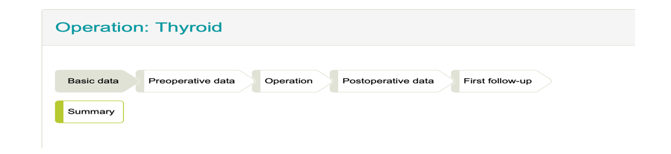 Operation: Thyroid
Basic data Preoperative data Operation Postoperative data First follow-up
Summary